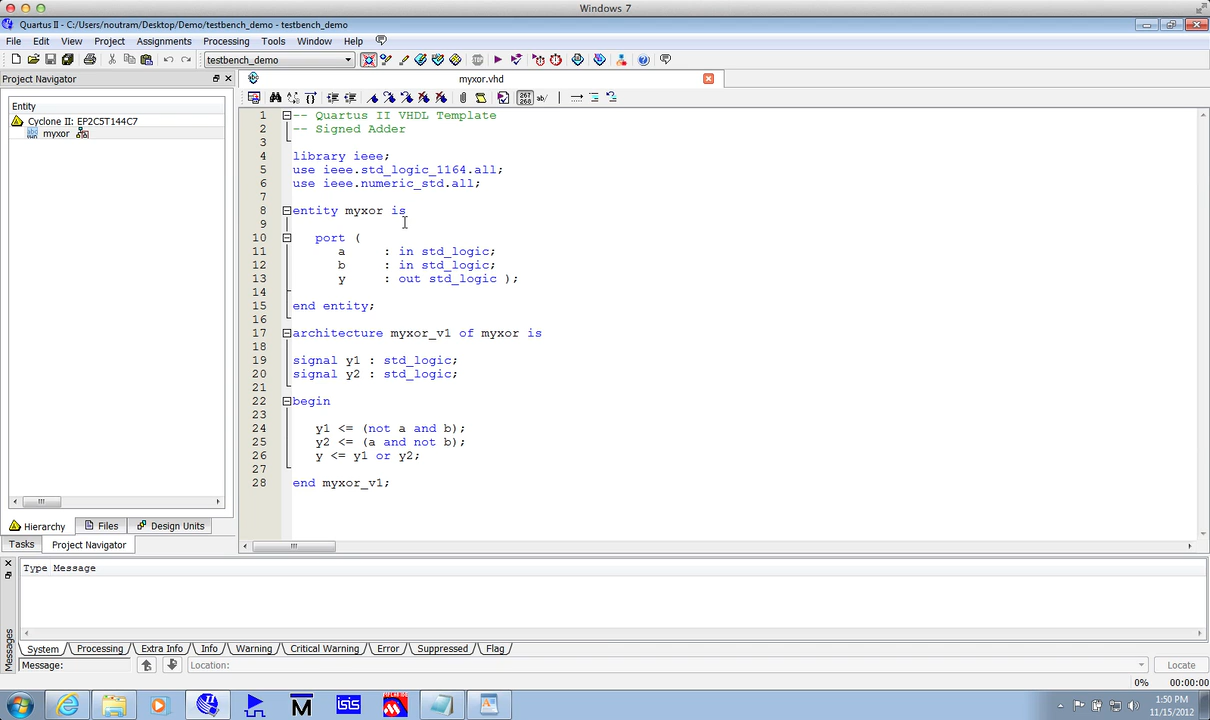 Windows 7
Quartus II - C:/Users/noutram/Desktop/Demo/testbench_demo - testbench_demo
File Edit View Project Assignments Processing Tools Window Help
testbench_demo
Project Navigator
myxor.vhd
Entity
Cyclone II: EP2C5T144C7
myxor
267
268
ab/
1 -- Quartus II VHDL Template
2 -- Signed Adder
3
4 library ieee;
5 use ieee.std_logic_1164.all;
6 use ieee.numeric_std.all;
7
8 entity myxor is
9
10 port (
11 a : in std_logic;
12 b : in std_logic;
13 y : out std_logic );
14
15 end entity;
16
17 architecture myxor_v1 of myxor is
18
19 signal y1 : std_logic;
20 signal y2 : std_logic;
21
22 begin
23
24 y1 <= (not a and b);
25 y2 <= (a and not b);
26 y <= y1 or y2;
27
28 end myxor_v1;
Hierarchy Files Design Units
Tasks Project Navigator
Type Message
Messages
System Processing Extra Info Info Warning Critical Warning Error Suppressed Flag
Message: Location: Locate
0% 00:00:00
M ISIS
1:50 PM
11/15/2012